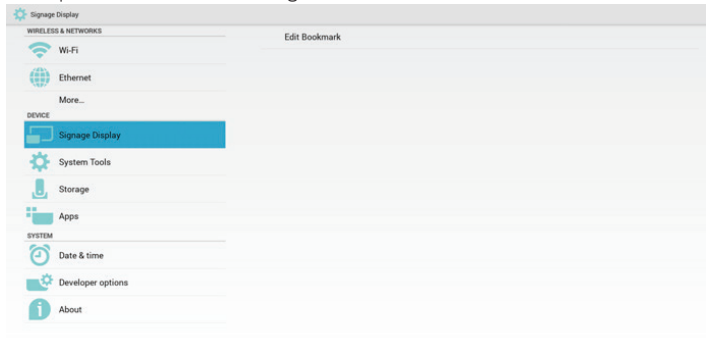 Signage Display
WIRELESS & NETWORKS
Wi-Fi
Ethernet
More...
DEVICE
Signage Display
System Tools
Storage
Apps
SYSTEM
Date & time
Developer options
About
Edit Bookmark